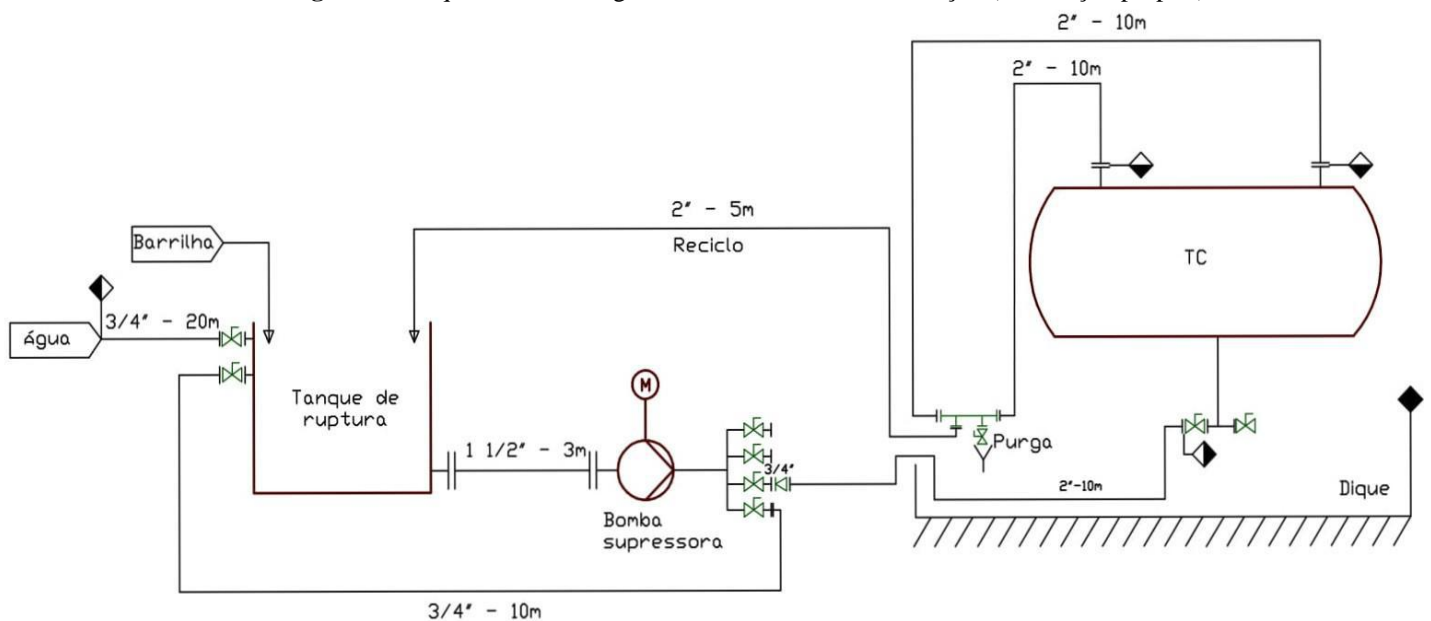 2" - 10m
2" - 10m
2" - 5m
Reciclo
TC
Barrilha
3/4" - 20m
água
Tanque de
ruptura
M
1 1/2" - 3m
3/4"
Purga
2"-10m
Dique
Bomba
supressora
3/4" - 10m